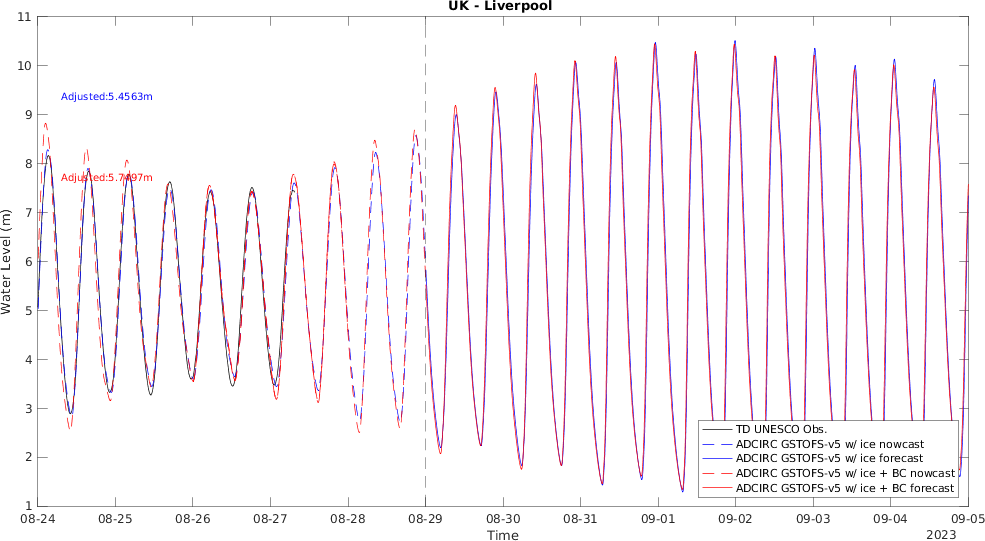 UK - Liverpool
11
10
9
8
7
6
5
4
3
2
1
Water Level (m)
Adjusted:5.4563m
Adjusted:5.7497m
TD UNESCO Obs.
ADCIRC GSTOFS-v5 w/ ice nowcast
ADCIRC GSTOFS-v5 w/ ice forecast
ADCIRC GSTOFS-v5 w/ ice + BC nowcast
ADCIRC GSTOFS-v5 w/ ice + BC forecast
08-24 08-25 08-26 08-27 08-28 08-29 08-30 08-31 09-01 09-02 09-03 09-04 09-05
Time
2023